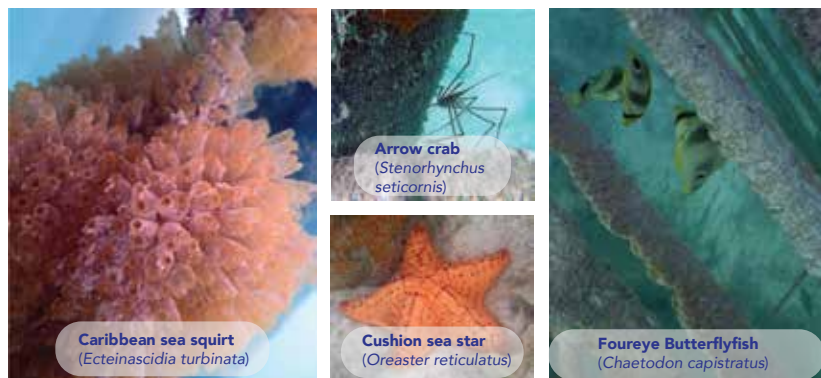 Caribbean sea squirt
(Ecteinascidia turbinata)
Arrow crab
(Stenorhynchus
seticornis)
Cushion sea star
(Oreaster reticulatus)
Foureye Butterflyfish
(Chaetodon capistratus)